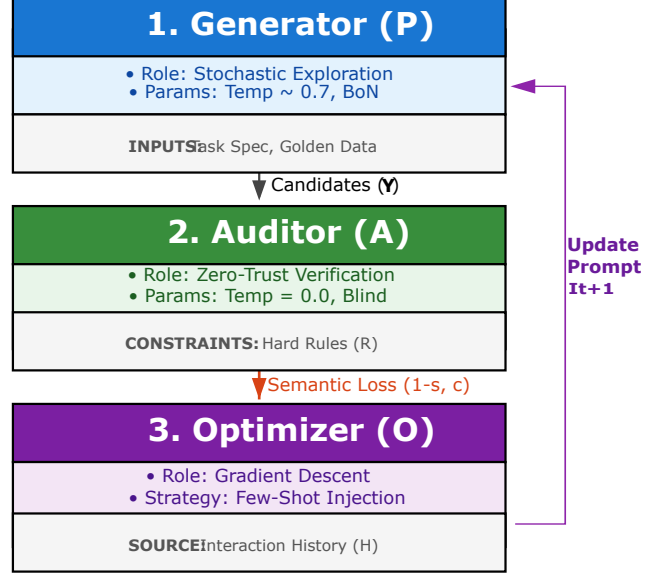 1. Generator (P)
• Role: Stochastic Exploration
• Params: Temp ~ 0.7, BoN
INPUTS: Task Spec, Golden Data
Candidates (Y)
2. Auditor (A)
• Role: Zero-Trust Verification
• Params: Temp = 0.0, Blind
CONSTRAINTS: Hard Rules (R)
Semantic Loss (1-s, c)
3. Optimizer (O)
• Role: Gradient Descent
• Strategy: Few-Shot Injection
SOURCE: Interaction History (H)
Update
Prompt
It+1